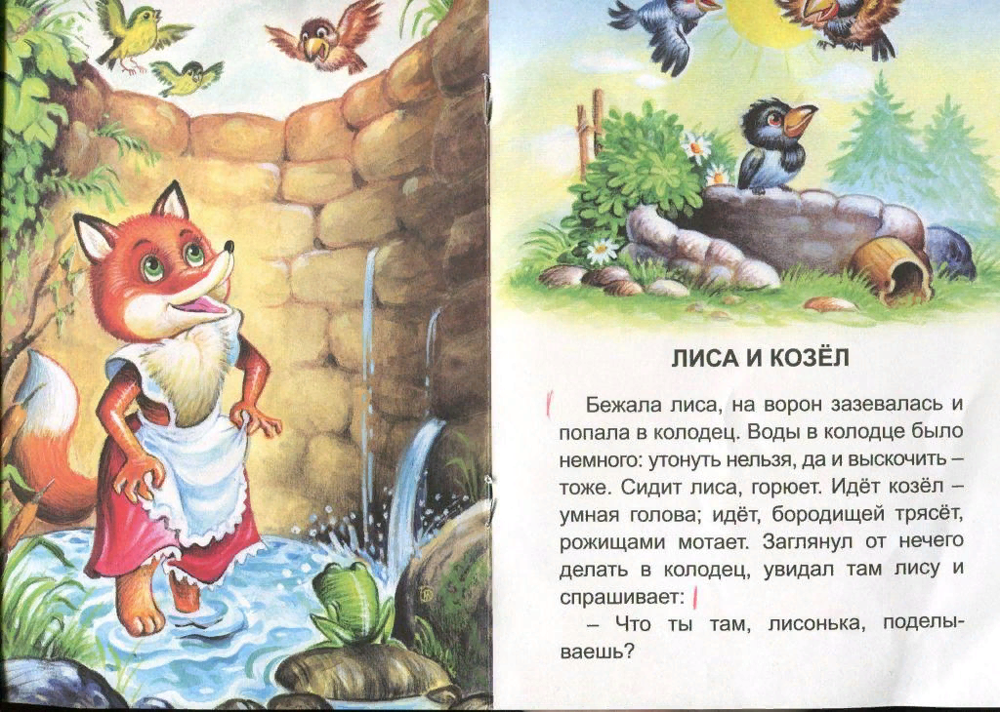 ЛИСА И КОЗЁЛ
Бежала лиса, на ворон зазевалась и
попала в колодец. Воды в колодце было
немного: утонуть нельзя, да и выскочить –
тоже. Сидит лиса, горюет. Идёт козёл –
умная голова; идёт, бородищей трясёт,
рожищами мотает. Заглянул от нечего
делать в колодец, увидал там лису и
спрашивает:
– Что ты там, лисонька, поделы-
ваешь?